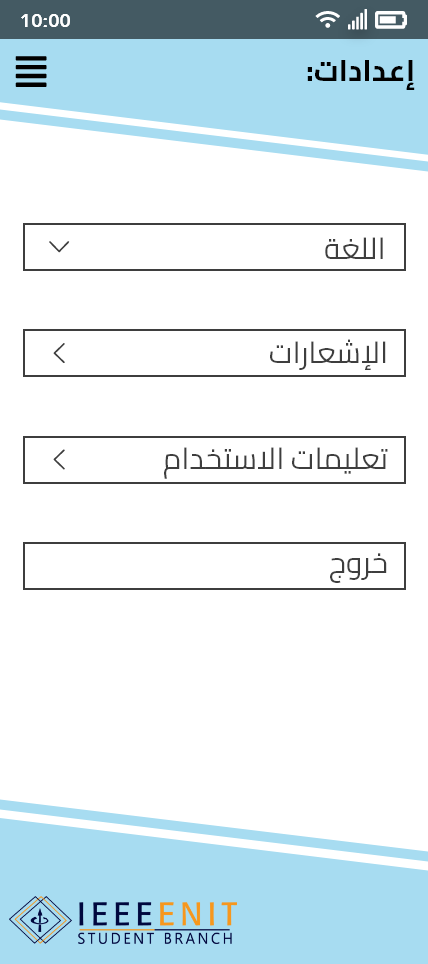 10:00
إعدادات:
اللغة
الإشعارات
تعليمات الاستخدام
خروج
IEEE ENIT
STUDENT BRANCH